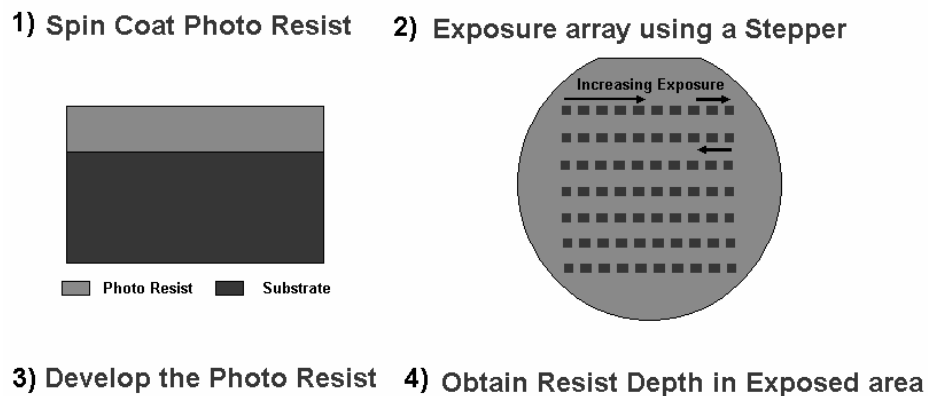 1) Spin Coat Photo Resist
2) Exposure array using a Stepper
Increasing Exposure
Photo Resist
Substrate
3) Develop the Photo Resist
4) Obtain Resist Depth in Exposed area